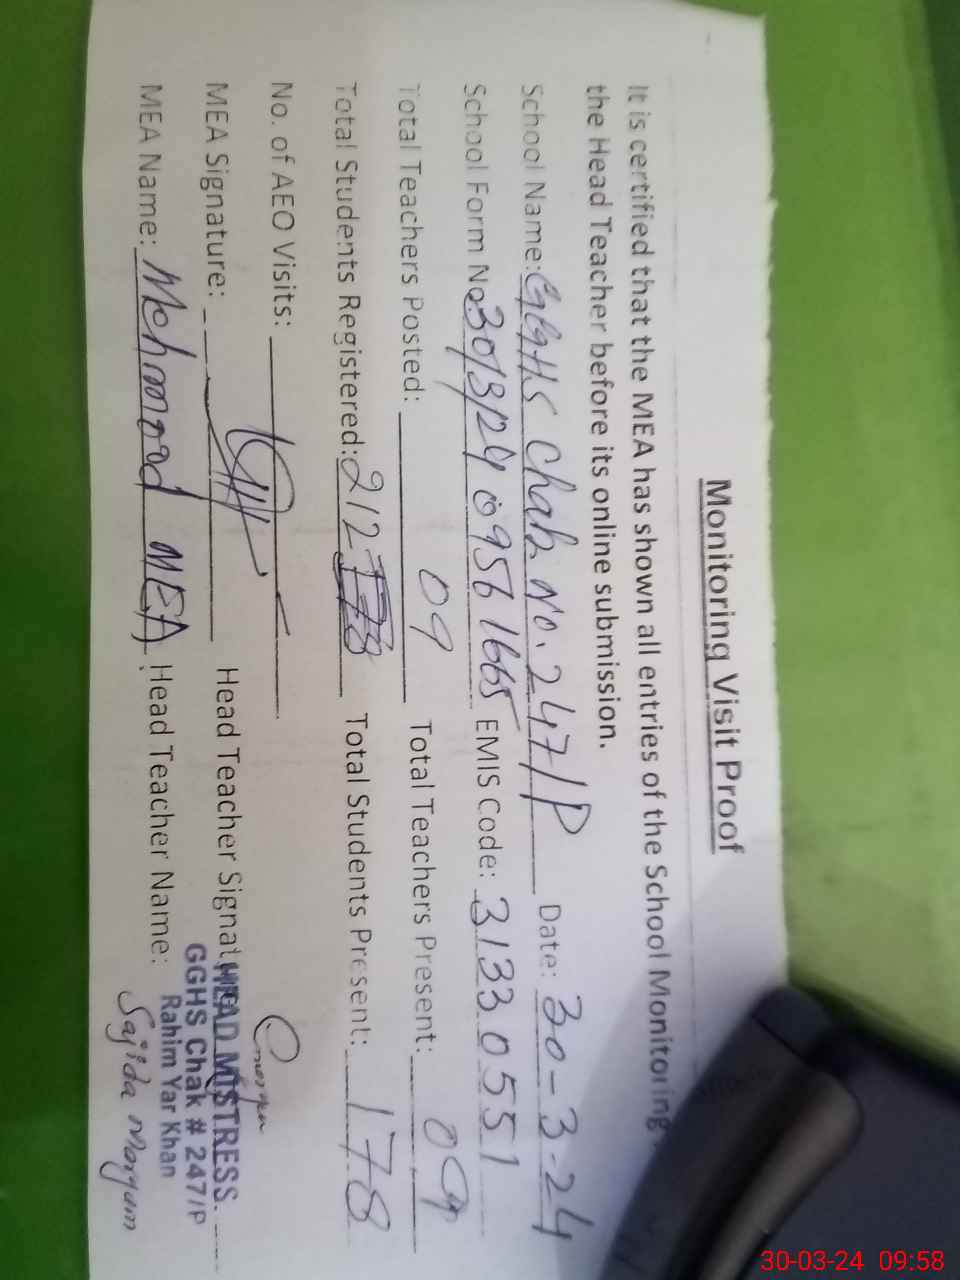 Monitoring Visit Proof
It is certified that the MEA has shown all entries of the School Monitoring
the Head Teacher before its online submission.
School Name: GGHS Chak No. 247/P Date: 30-3-24
School Form No. 30/3/24 0956 1665 EMIS Code: 31330551
Total Teachers Posted: 09 Total Teachers Present: 09
Total Students Registered: 212 Total Students Present: 178
No. of AEO Visits:
MEA Signature: Head Teacher Signat
HEAD MISTRESS.
GGHS Chak # 247/P
Rahim Yar Khan
MEA Name: Mehmood MEA Head Teacher Name: Sajida Maryam
30-03-24 09:58